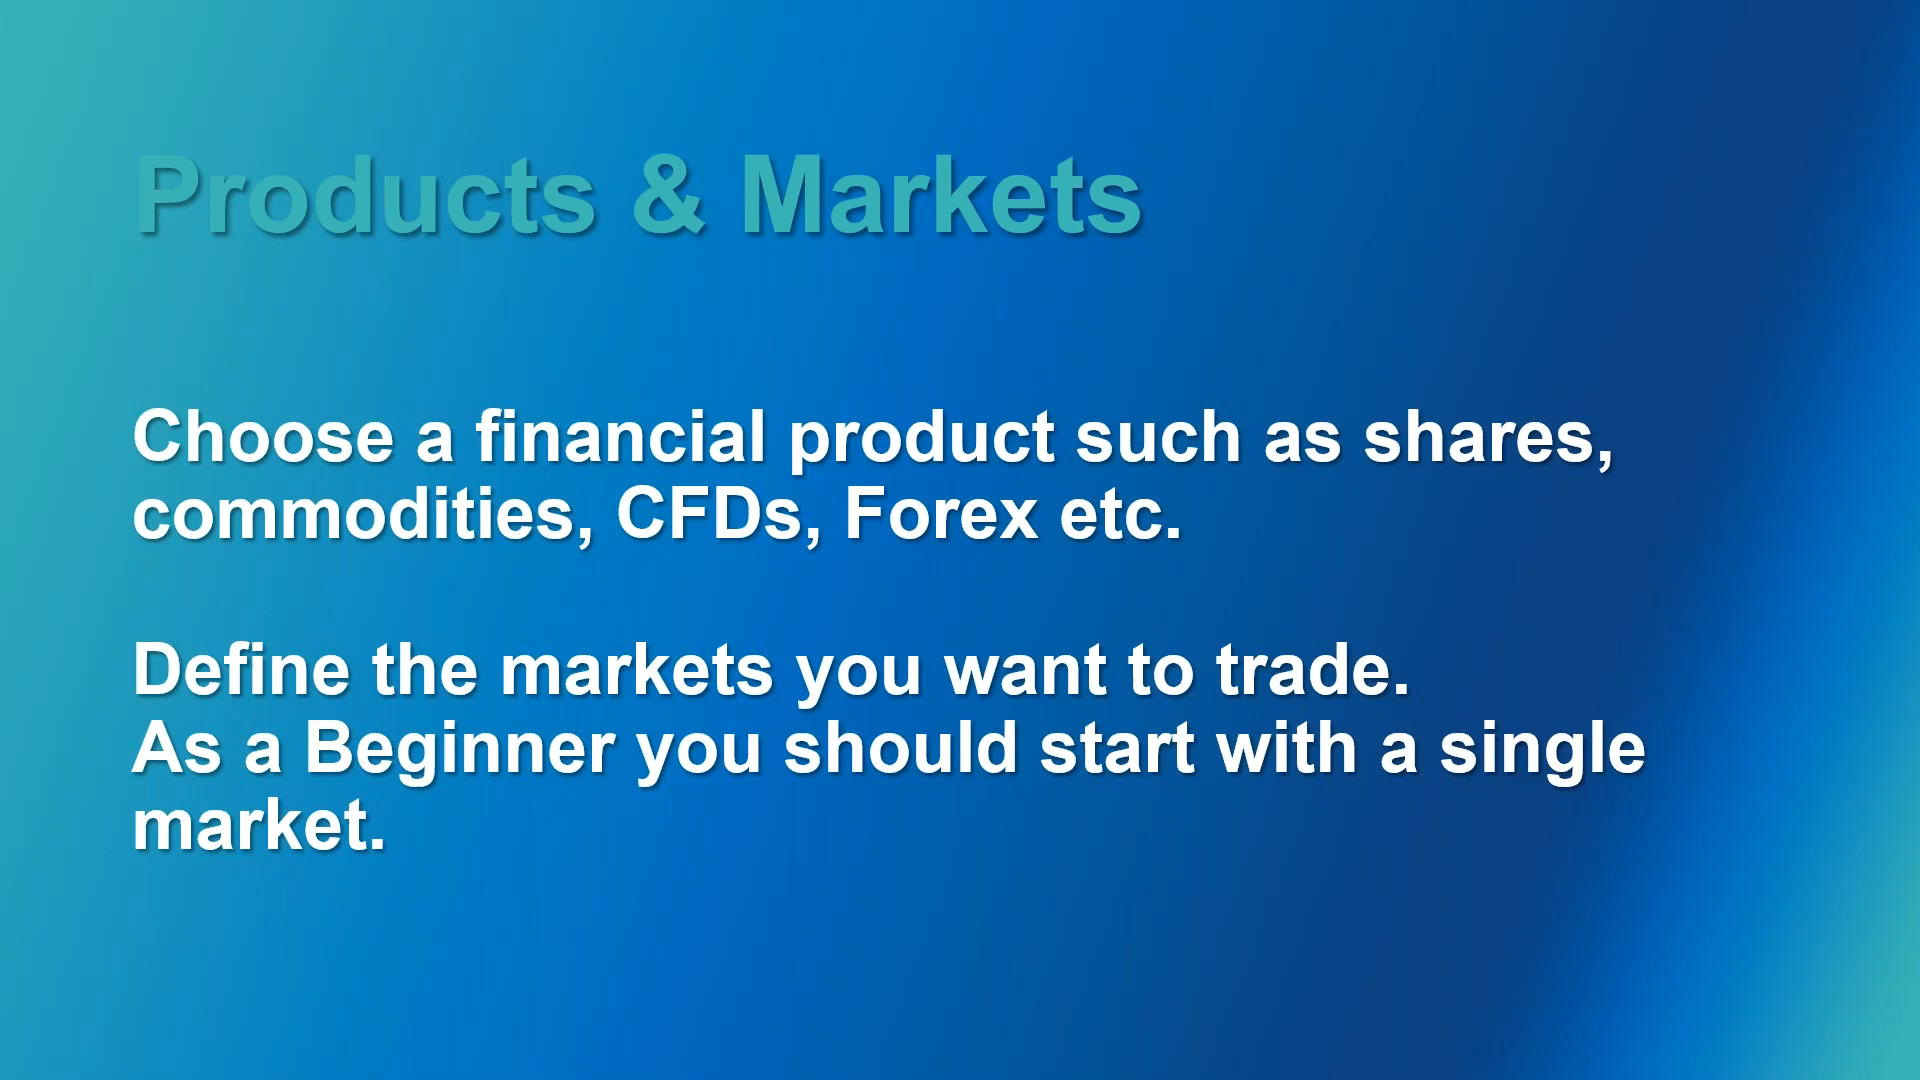 Products & Markets
Choose a financial product such as shares,
commodities, CFDs, Forex etc.
Define the markets you want to trade.
As a Beginner you should start with a single
market.